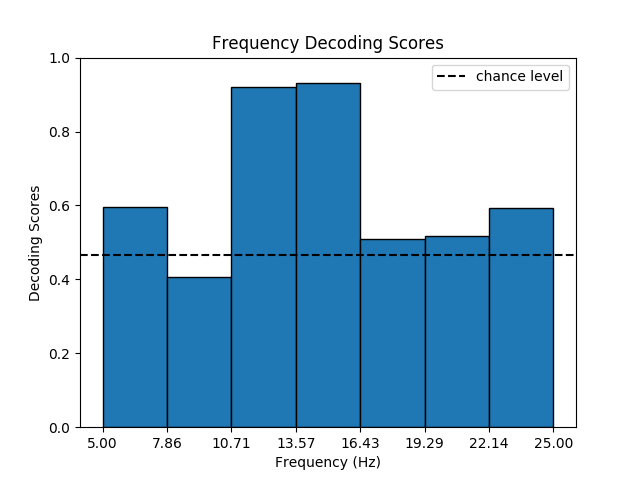 Frequency Decoding Scores
chance level
1.0
0.8
0.6
0.4
0.2
0.0
Decoding Scores
5.00 7.86 10.71 13.57 16.43 19.29 22.14 25.00
Frequency (Hz)